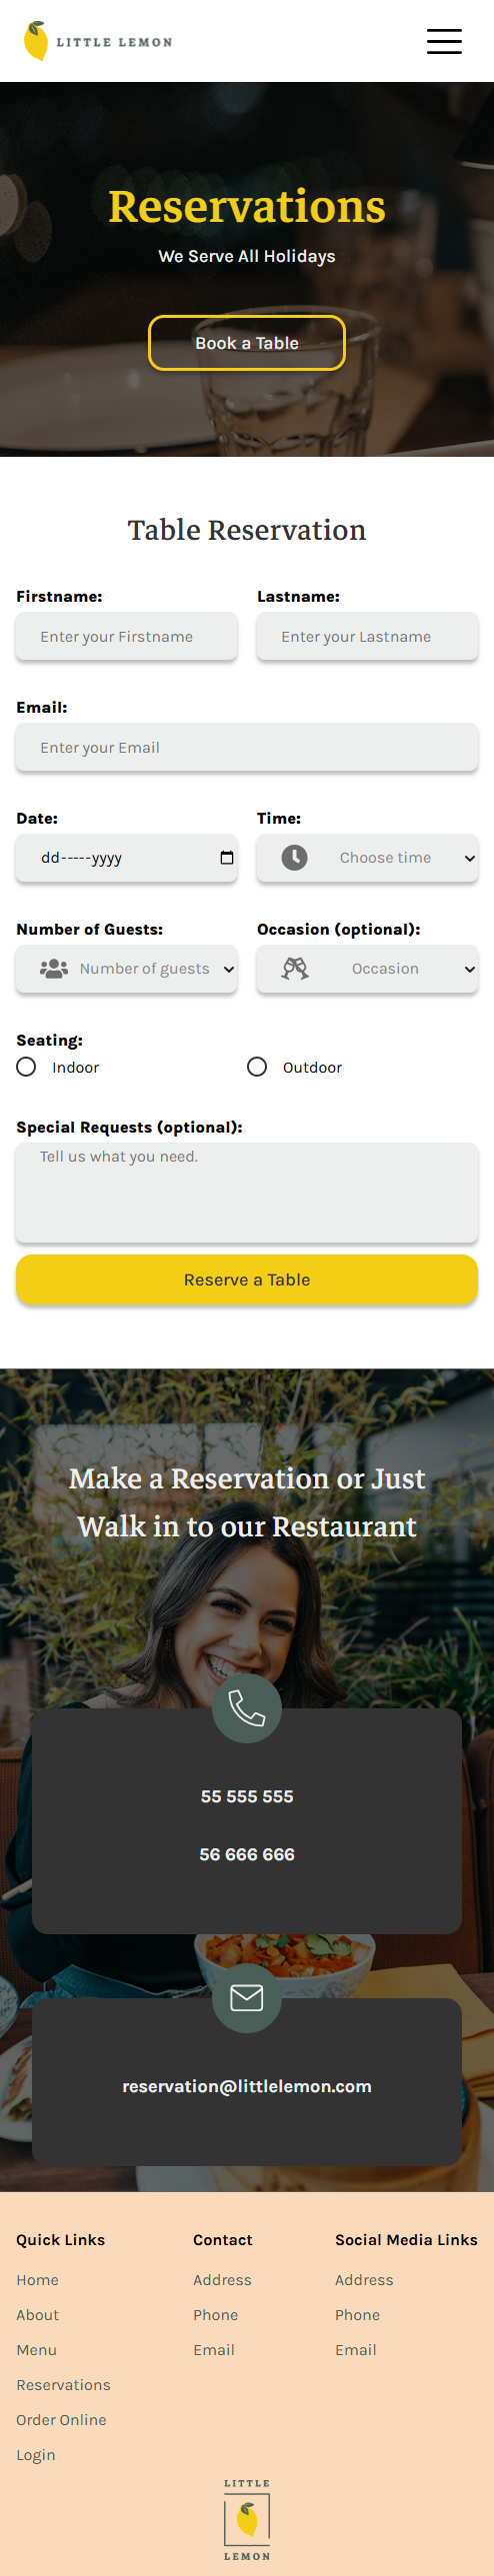 LITTLE LEMON
Reservations
We Serve All Holidays
Book a Table
Table Reservation
Firstname: Lastname:
Enter your Firstname Enter your Lastname
Email:
Enter your Email
Date: Time:
dd-----yyyy Choose time
Number of Guests: Occasion (optional):
Number of guests Occasion
Seating:
Indoor Outdoor
Special Requests (optional):
Tell us what you need.
Reserve a Table
Make a Reservation or Just
Walk in to our Restaurant
55 555 555
56 666 666
reservation@littlelemon.com
Quick Links Contact Social Media Links
Home Address Address
About Phone Phone
Menu Email Email
Reservations
Order Online
Login
LITTLE
LEMON